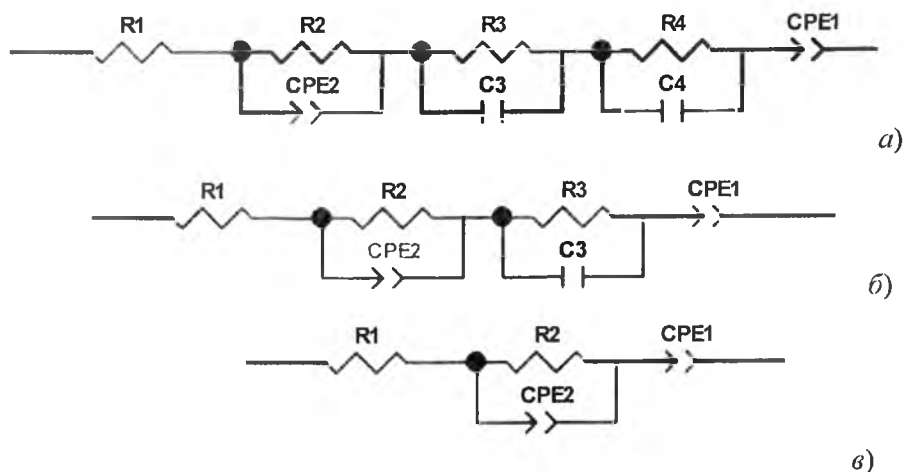 R1 R2 R3 R4 CPE1
CPE2 C3 C4
а)
R1 R2 R3 CPE1
CPE2 C3
б)
R1 R2 CPE1
CPE2
в)